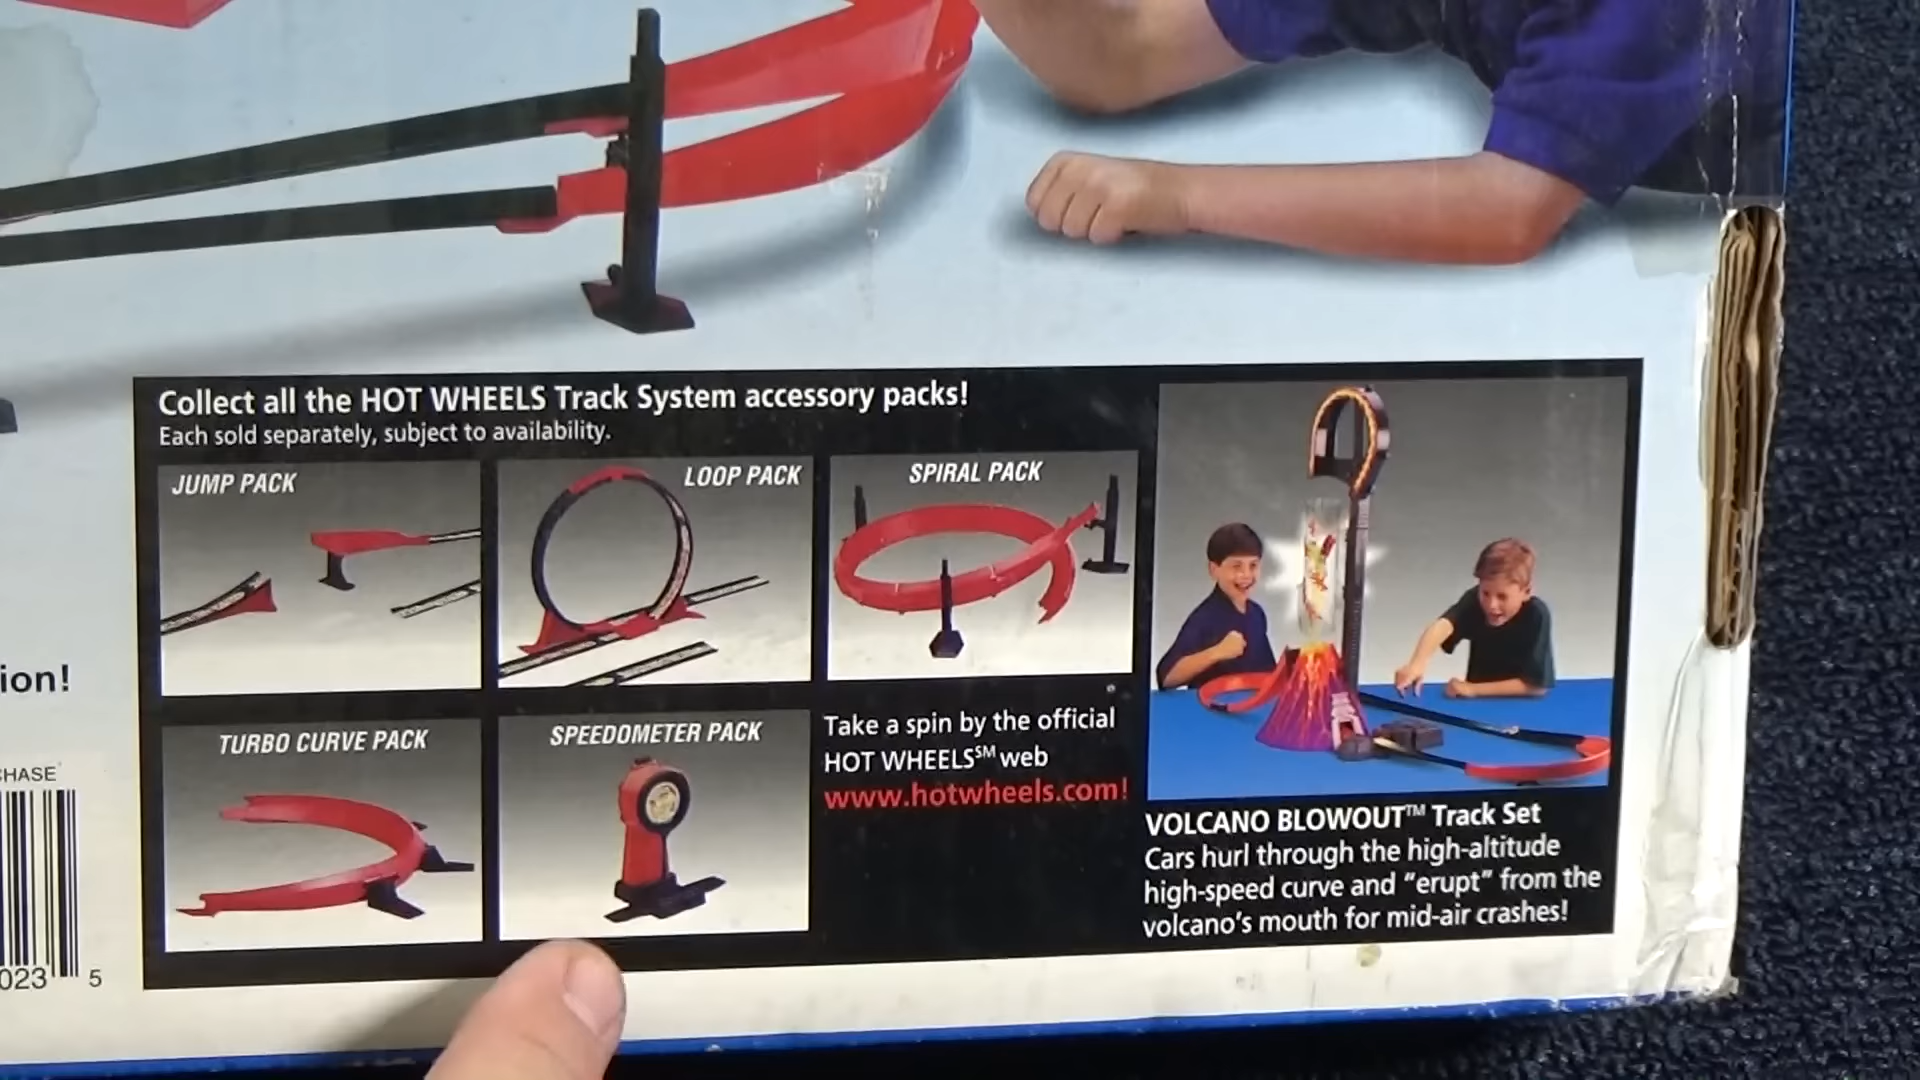 Collect all the HOT WHEELS Track System accessory packs!
Each sold separately, subject to availability.
JUMP PACK
LOOP PACK
SPIRAL PACK
TURBO CURVE PACK
SPEEDOMETER PACK
Take a spin by the official
HOT WHEELS℠ web
www.hotwheels.com!
VOLCANO BLOWOUT™ Track Set
Cars hurl through the high-altitude
high-speed curve and “erupt” from the
volcano’s mouth for mid-air crashes!
ion!
CHASE
023 5